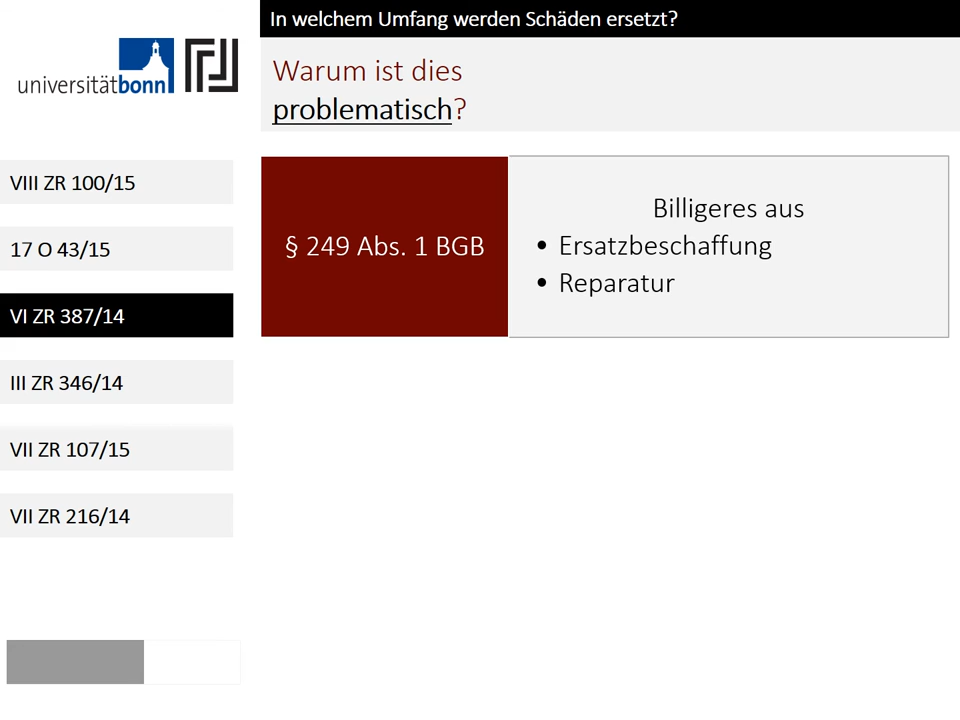 In welchem Umfang werden Schäden ersetzt?
universitätbonn
Warum ist dies
problematisch?
VIII ZR 100/15
17 O 43/15
VI ZR 387/14
III ZR 346/14
VII ZR 107/15
VII ZR 216/14
§ 249 Abs. 1 BGB
Billigeres aus
• Ersatzbeschaffung
• Reparatur